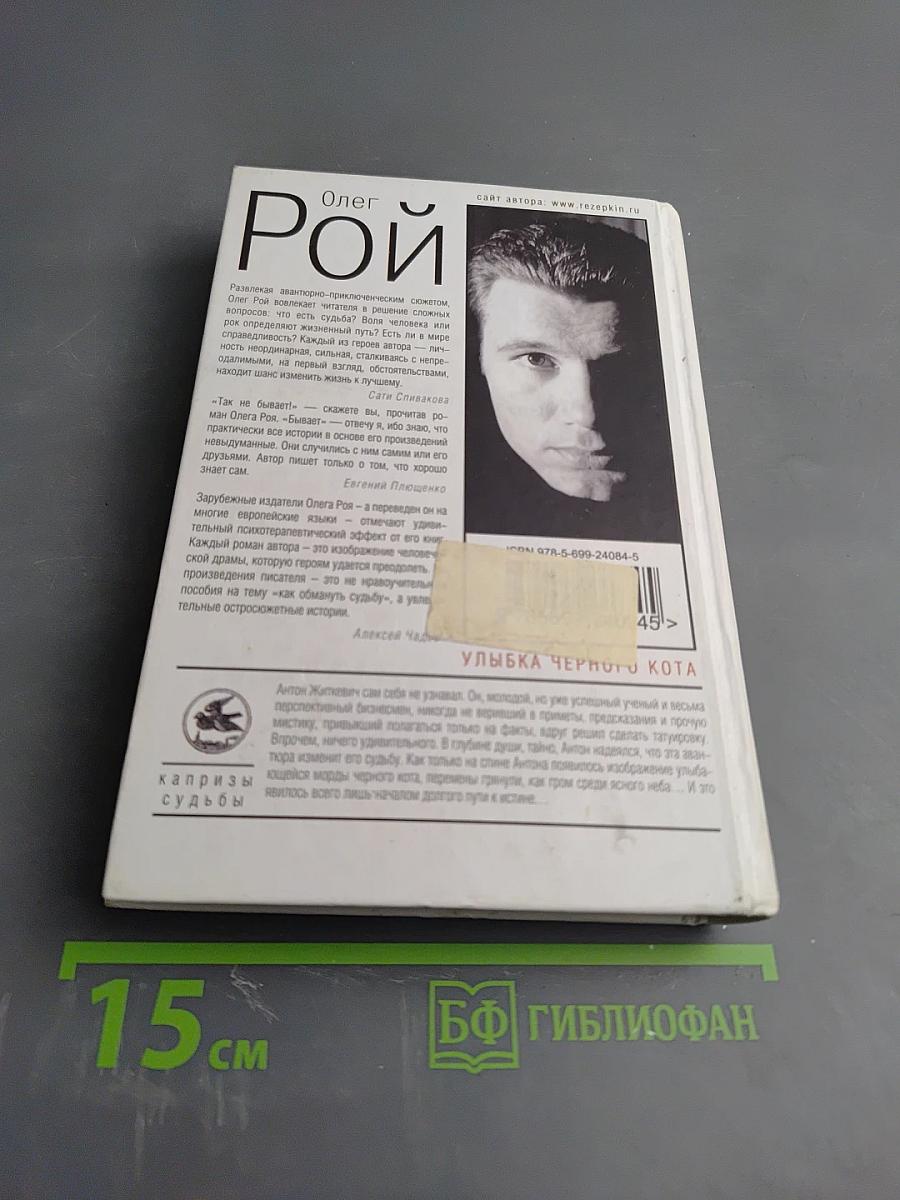 Олег
Рой
сайт автора: www.rezepkin.ru
Развлекая авантюрно-приключенческим сюжетом,
Олег Рой вовлекает читателя в решение сложных
вопросов: что есть судьба? Воля человека или
рок определяют жизненный путь? Есть ли в мире
справедливость? Каждый из героев автора — лич-
ность неординарная, сильная, сталкиваясь с непре-
одолимыми, на первый взгляд, обстоятельствами,
находит шанс изменить жизнь к лучшему.
Сати Спивакова
«Так не бывает!» — скажете вы, прочитав ро-
ман Олега Роя. «Бывает» — отвечу я, ибо знаю, что
практически все истории в основе его произведений
невыдуманные. Они случились с ним самим или его
друзьями. Автор пишет только о том, что хорошо
знает сам.
Евгений Плющенко
Зарубежные издатели Олега Роя – а переведен он на
многие европейские языки – отмечают удиви-
тельный психотерапевтический эффект от его книг.
Каждый роман автора – это изображение человече-
ской драмы, которую героям удается преодолеть.
произведения писателя – это не нравоучительн
пособия на тему «как обмануть судьбу», а увле
тельные остросюжетные истории.
Алексей
ISBN 978-5-699-24084-5
45 >
УЛЫБКА ЧЕРНОГО КОТА
Антон Житкевич сам себя не узнавал. Он, молодой, но уже успешный ученый и весьма
перспективный бизнесмен, никогда не веривший в приметы, предсказания и прочую
мистику, привыкший полагаться только на факты, вдруг решил сделать татуировку.
Впрочем, ничего удивительного. В глубине души, тайно, Антон надеялся, что эта аван-
тюра изменит его судьбу. Как только на спине Антона появилось изображение улыба-
ющейся морды черного кота, перемены грянули, как гром среди ясного неба… И это
явилось всего лишь началом долгого пути к истине…
капризы
судьбы
15 см
БФ
ГИБЛИОФАН